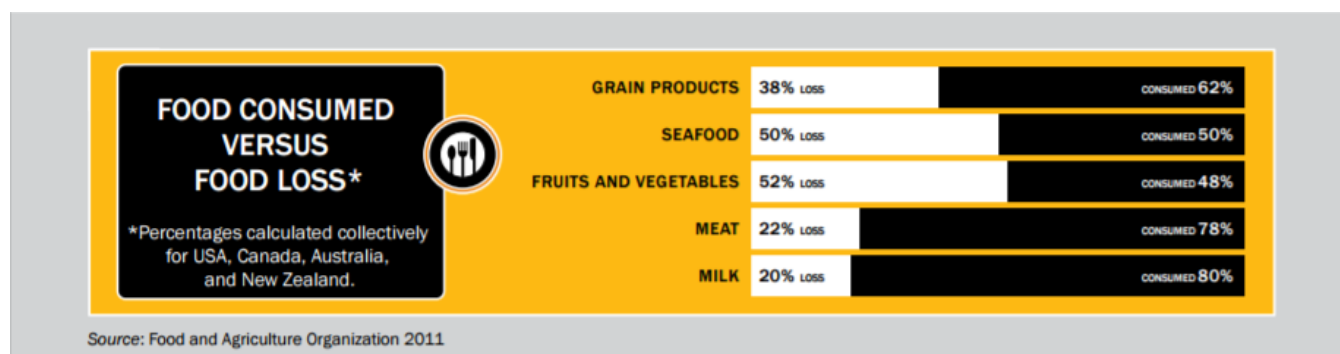 FOOD CONSUMED
VERSUS
FOOD LOSS*
*Percentages calculated collectively
for USA, Canada, Australia,
and New Zealand.
GRAIN PRODUCTS 38% LOSS CONSUMED 62%
SEAFOOD 50% LOSS CONSUMED 50%
FRUITS AND VEGETABLES 52% LOSS CONSUMED 48%
MEAT 22% LOSS CONSUMED 78%
MILK 20% LOSS CONSUMED 80%
Source: Food and Agriculture Organization 2011